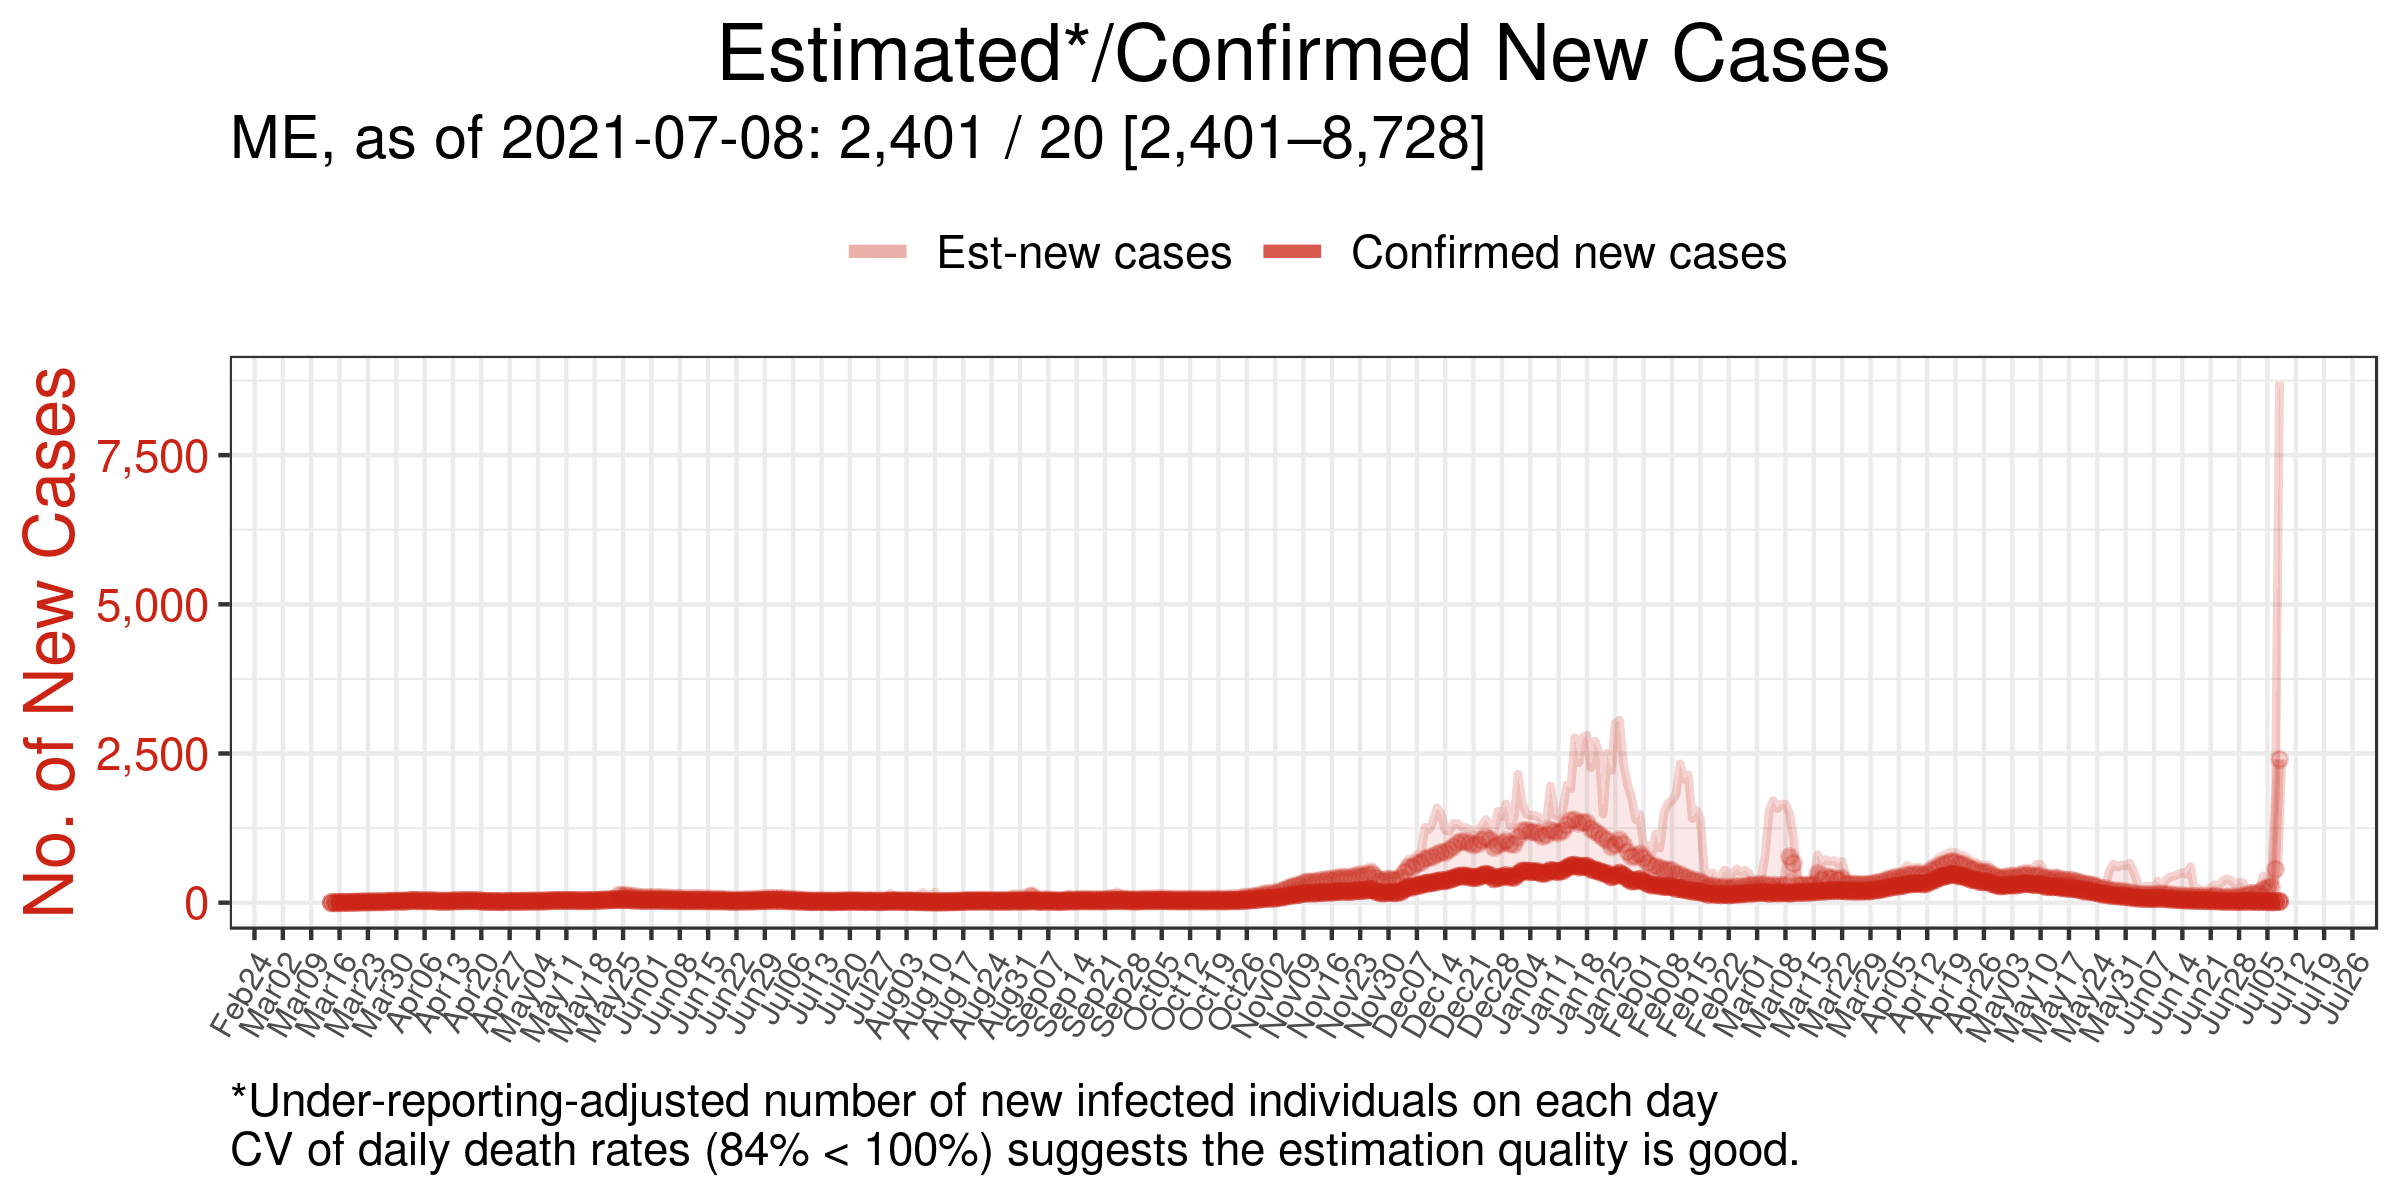 Estimated*/Confirmed New Cases
ME, as of 2021-07-08: 2,401 / 20 [2,401–8,728]
Est-new cases
Confirmed new cases
No. of New Cases
7,500
5,000
2,500
0
Feb24
Mar02
Mar09
Mar16
Mar23
Mar30
Apr06
Apr13
Apr20
Apr27
May04
May11
May18
May25
Jun01
Jun08
Jun15
Jun22
Jun29
Jul06
Jul13
Jul20
Jul27
Aug03
Aug10
Aug17
Aug24
Aug31
Sep07
Sep14
Sep21
Sep28
Oct05
Oct12
Oct19
Oct26
Nov02
Nov09
Nov16
Nov23
Nov30
Dec07
Dec14
Dec21
Dec28
Jan04
Jan11
Jan18
Jan25
Feb01
Feb08
Feb15
Feb22
Mar01
Mar08
Mar15
Mar22
Mar29
Apr05
Apr12
Apr19
Apr26
May03
May10
May17
May24
May31
Jun07
Jun14
Jun21
Jun28
Jul05
Jul12
Jul19
Jul26
*Under-reporting-adjusted number of new infected individuals on each day
CV of daily death rates (84% < 100%) suggests the estimation quality is good.